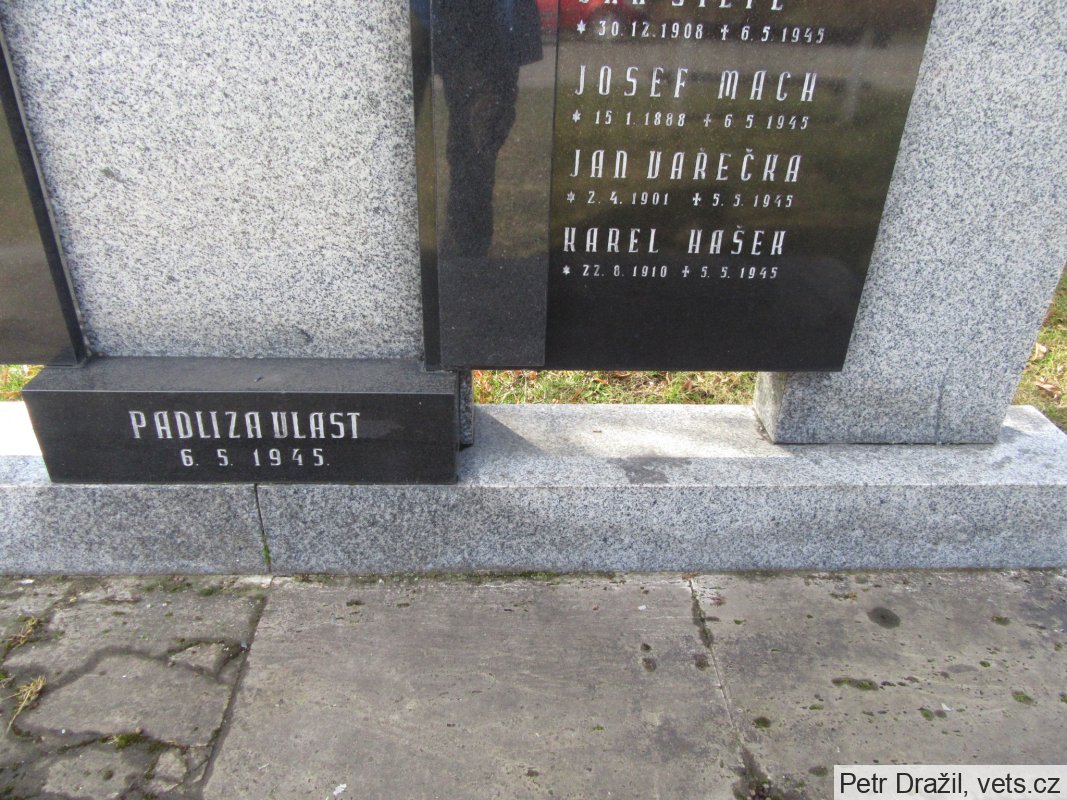 * 30.12.1908 ✝ 6.5.1945
JOSEF MACH
* 15.1.1888 ✝ 6.5.1945
JAN VAŘEČKA
* 2.4.1901 ✝ 5.5.1945
KAREL HAŠEK
* 22.8.1910 ✝ 5.5.1945
PADLI ZA VLAST
6. 5. 1945.
Petr Dražil, vets.cz